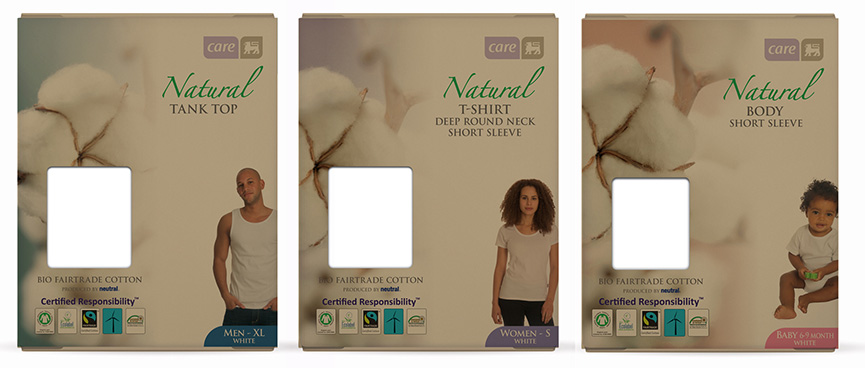 care
Natural
TANK TOP
BIO FAIRTRADE COTTON
PRODUCED BY neutral
Certified Responsibility™
MEN - XL
WHITE
care
Natural
T-SHIRT
DEEP ROUND NECK
SHORT SLEEVE
BIO FAIRTRADE COTTON
PRODUCED BY neutral
Certified Responsibility™
WOMEN - S
WHITE
care
Natural
BODY
SHORT SLEEVE
BIO FAIRTRADE COTTON
PRODUCED BY neutral
Certified Responsibility™
BABY 6-9 MONTH
WHITE